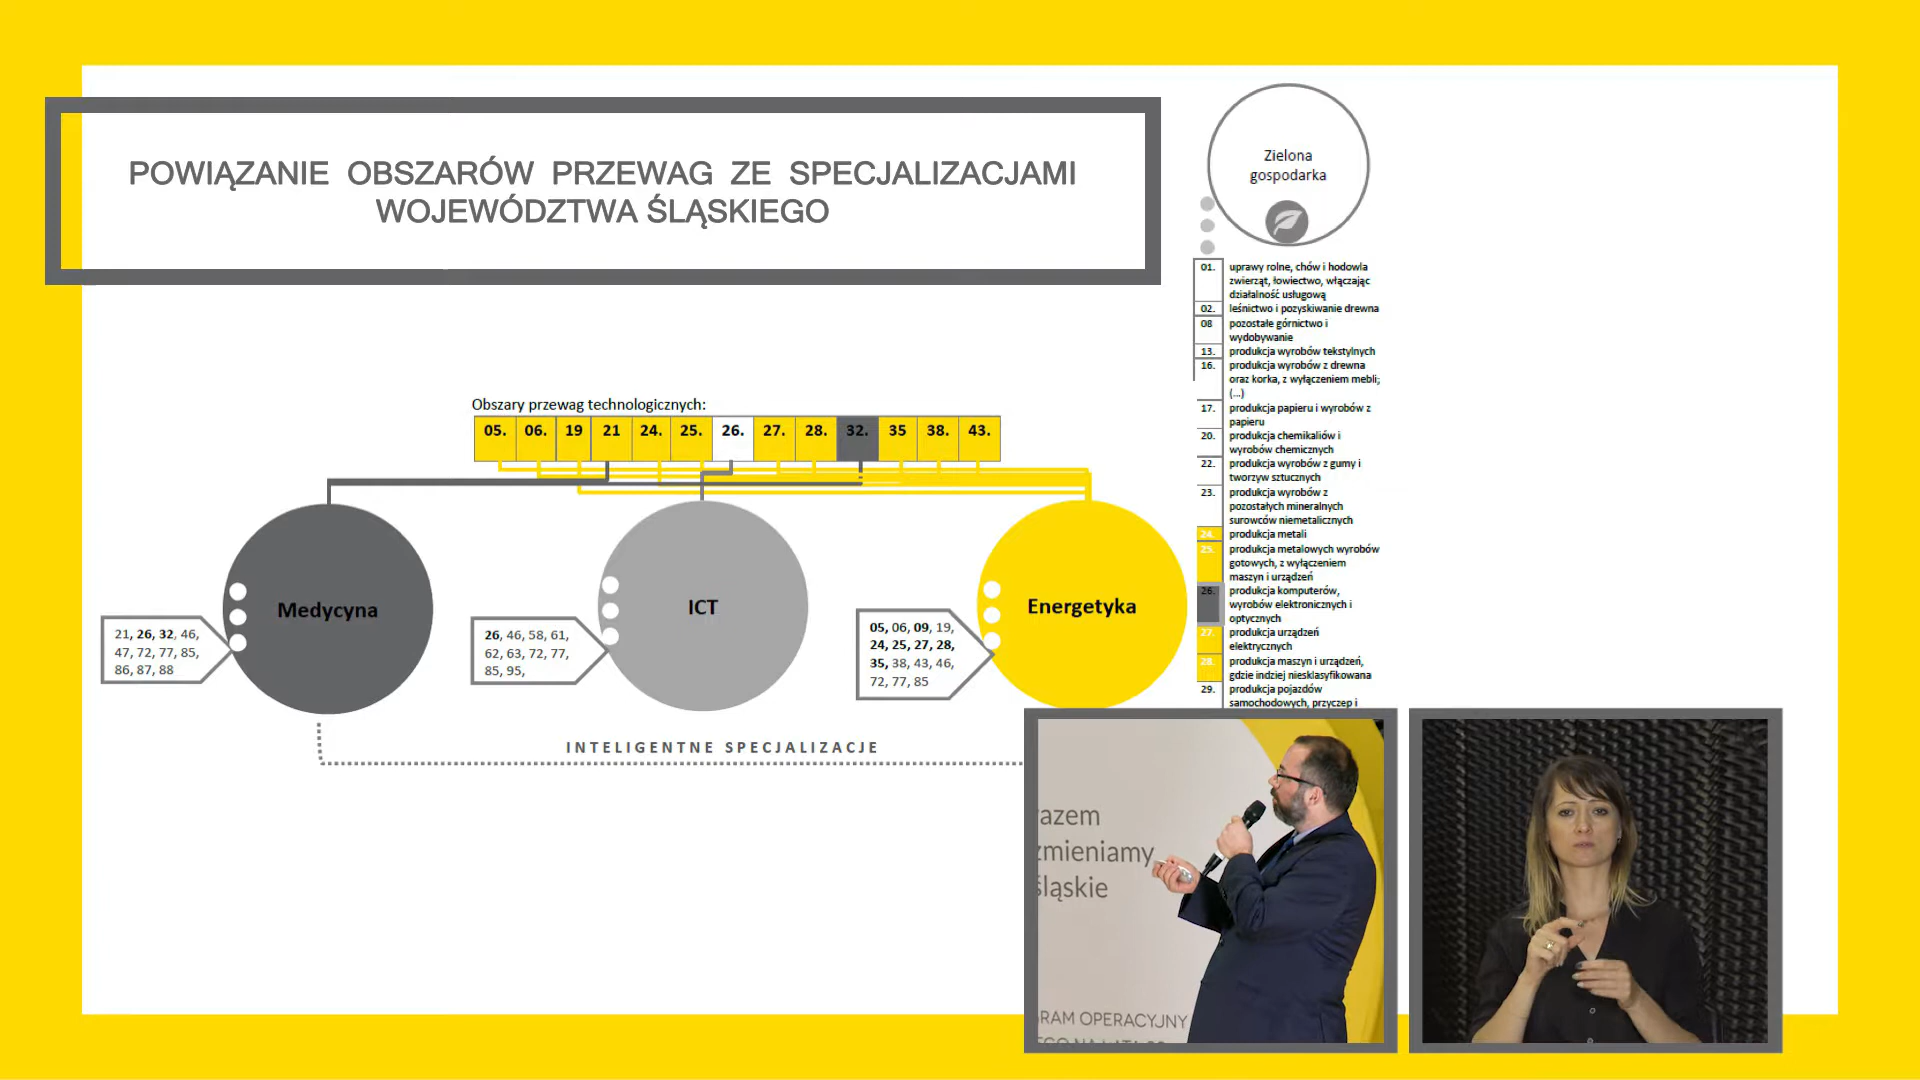 POWIĄZANIE OBSZARÓW PRZEWAG ZE SPECJALIZACJAMI
WOJEWÓDZTWA ŚLĄSKIEGO
Zielona
gospodarka
01. uprawy rolne, chów i hodowla
zwierząt, łowiectwo, włączając
działalność usługową
02. leśnictwo i pozyskiwanie drewna
08 pozostałe górnictwo i
wydobywanie
13. produkcja wyrobów tekstylnych
16. produkcja wyrobów z drewna
oraz korka, z wyłączeniem mebli;
(...)
17. produkcja papieru i wyrobów z
papieru
20. produkcja chemikaliów i
wyrobów chemicznych
22. produkcja wyrobów z gumy i
tworzyw sztucznych
23. produkcja wyrobów z
pozostałych mineralnych
surowców niemetalicznych
24. produkcja metali
25. produkcja metalowych wyrobów
gotowych, z wyłączeniem
maszyn i urządzeń
26. produkcja komputerów,
wyrobów elektronicznych i
optycznych
27. produkcja urządzeń
elektrycznych
28. produkcja maszyn i urządzeń,
gdzie indziej niesklasyfikowana
29. produkcja pojazdów
samochodowych, przyczep i
Obszary przewag technologicznych:
05. 06. 19 21 24. 25. 26. 27. 28. 32. 35 38. 43.
Medycyna
21, 26, 32, 46,
47, 72, 77, 85,
86, 87, 88
ICT
26, 46, 58, 61,
62, 63, 72, 77,
85, 95,
Energetyka
05, 06, 09, 19,
24, 25, 27, 28,
35, 38, 43, 46,
72, 77, 85
INTELIGENTNE SPECJALIZACJE
azem
zmieniamy
śląskie
RAM OPERACYJNY